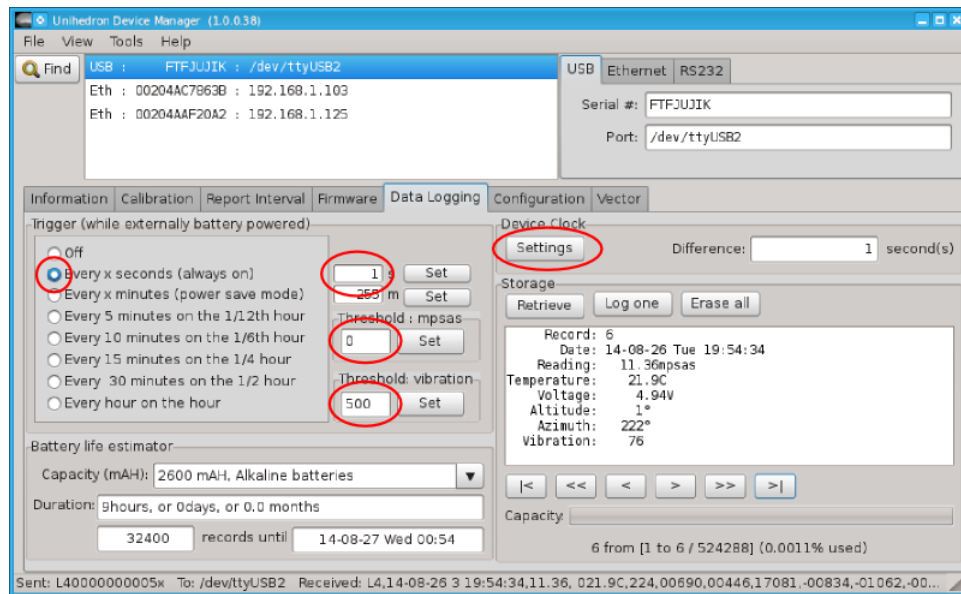 Unihedron Device Manager (1.0.0.38)
File View Tools Help
Find
USB : FTFJUJIK : /dev/ttyUSB2
Eth : 00204AC7B63B : 192.168.1.103
Eth : 00204AAF20A2 : 192.168.1.125
USB Ethernet RS232
Serial #: FTFJUJIK
Port: /dev/ttyUSB2
Information Calibration Report Interval Firmware Data Logging Configuration Vector
Trigger (while externally battery powered)
Off
Every x seconds (always on) 1 s Set
Every x minutes (power save mode) 255 m Set
Every 5 minutes on the 1/12th hour
Every 10 minutes on the 1/6th hour
Every 15 minutes on the 1/4 hour
Every 30 minutes on the 1/2 hour
Every hour on the hour
Threshold : mpsas
0 Set
Threshold: vibration
500 Set
Battery life estimator
Capacity (mAH): 2600 mAH, Alkaline batteries
Duration: 9hours, or 0days, or 0.0 months
32400 records until 14-08-27 Wed 00:54
Device Clock
Settings Difference: 1 second(s)
Storage
Retrieve Log one Erase all
Record: 6
Date: 14-08-26 Tue 19:54:34
Reading: 11.36mpsas
Temperature: 21.9C
Voltage: 4.94V
Altitude: 1°
Azimuth: 222°
Vibration: 76
|< << < > >> >|
Capacity:
6 from [1 to 6 / 524288] (0.0011% used)
Sent: L40000000005x To: /dev/ttyUSB2 Received: L4,14-08-26 3 19:54:34,11.36, 021.9C,224,00690,00446,17081,-00834,-01062,-00...